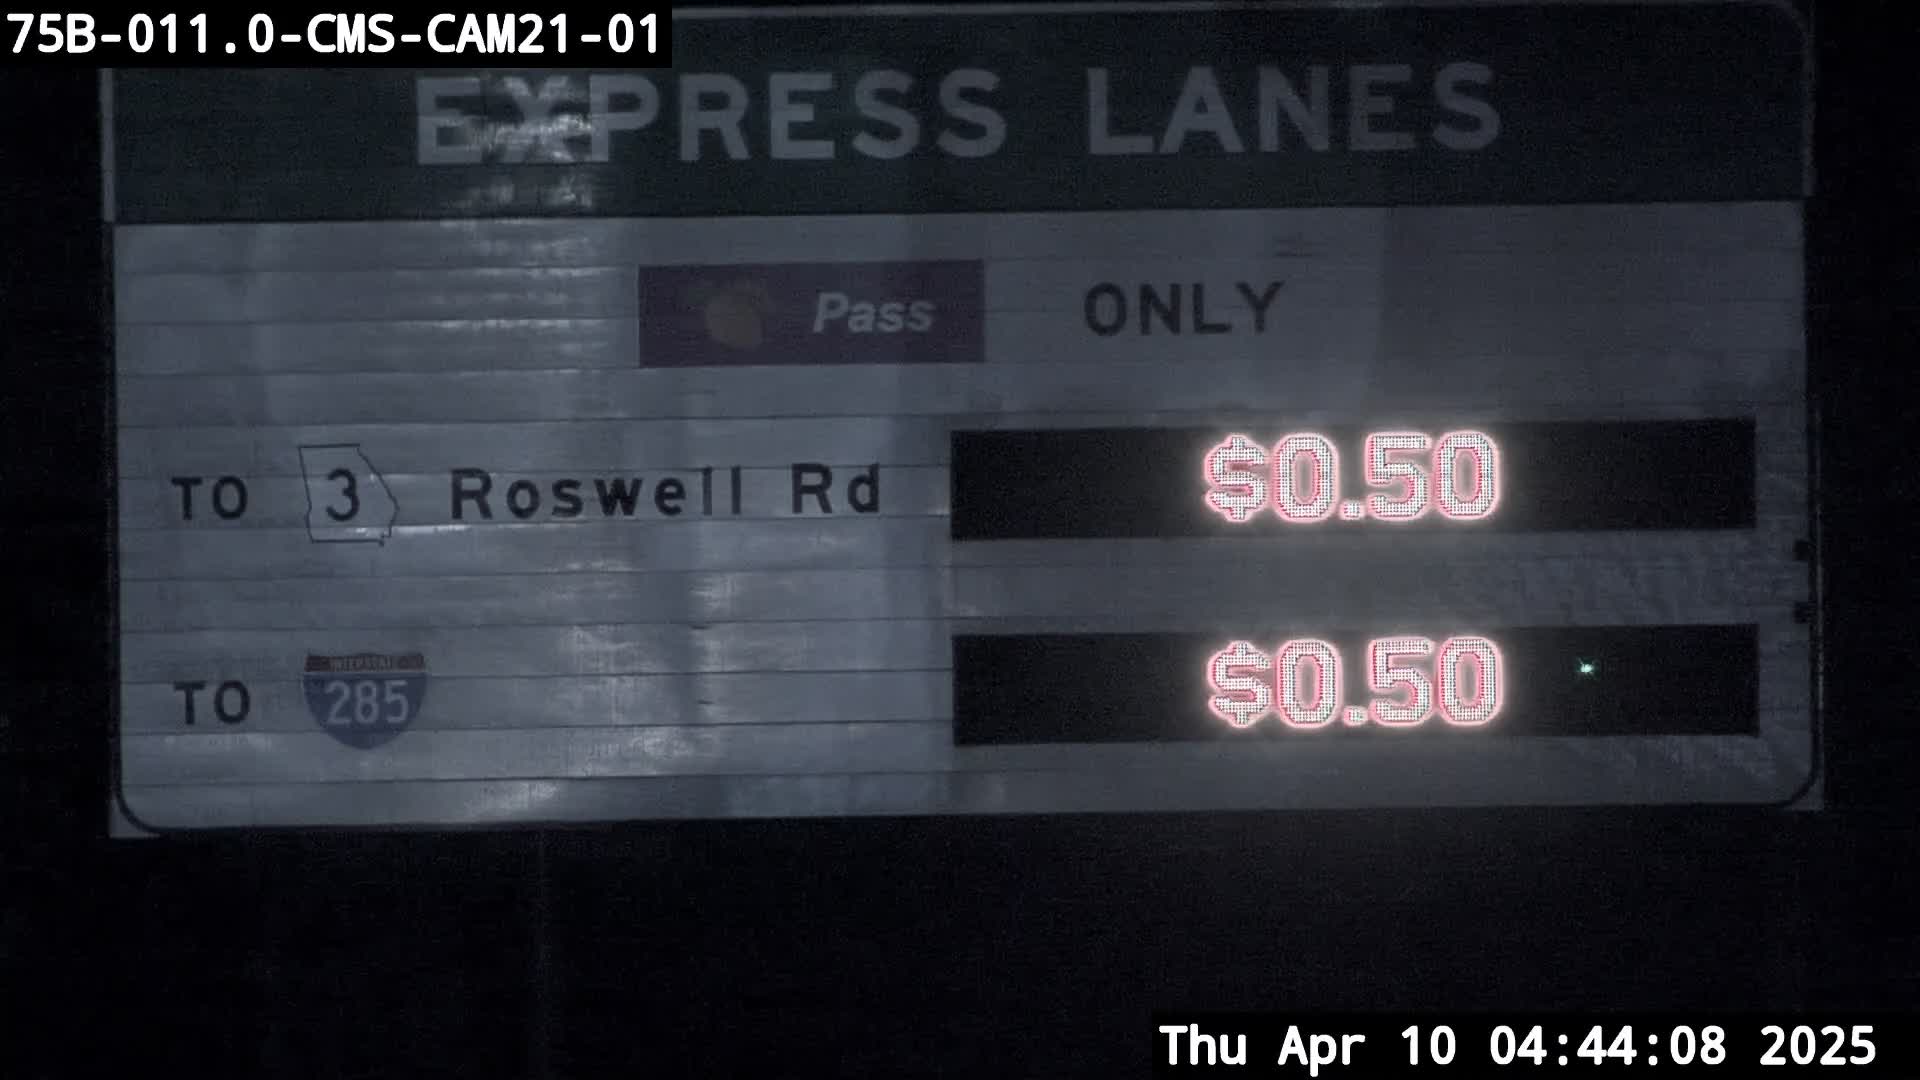 75B-011.0-CMS-CAM21-01
EXPRESS LANES
Pass ONLY
TO 3 Roswell Rd $0.50
TO INTERSTATE 285 $0.50
Thu Apr 10 04:44:08 2025